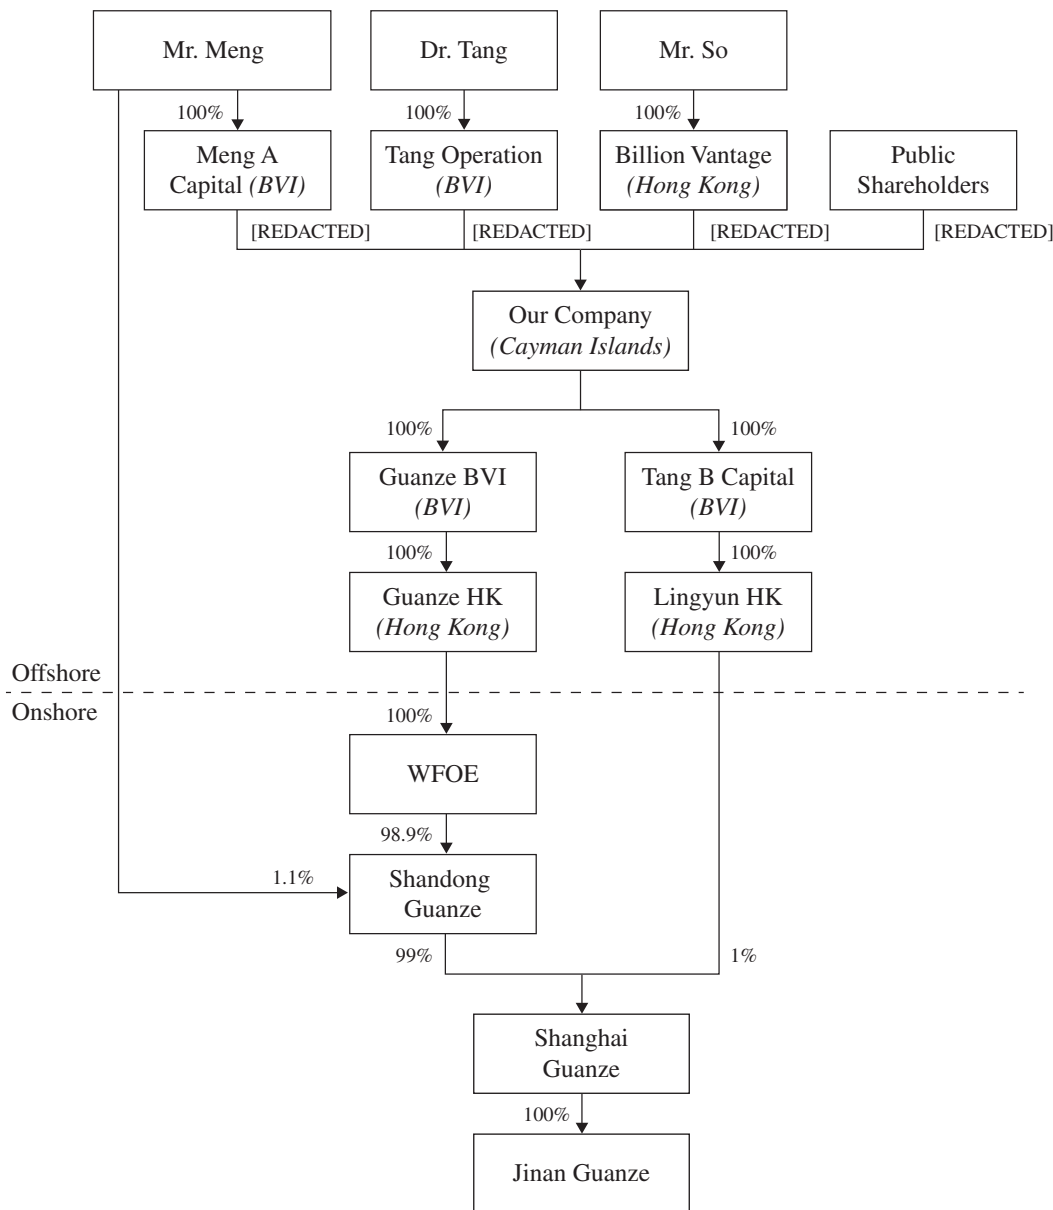 Mr. Meng
Dr. Tang
Mr. So
100%
100%
100%
Meng A
Capital (BVI)
Tang Operation
(BVI)
Billion Vantage
(Hong Kong)
Public
Shareholders
[REDACTED]
[REDACTED]
[REDACTED]
[REDACTED]
Our Company
(Cayman Islands)
100%
100%
Guanze BVI
(BVI)
Tang B Capital
(BVI)
100%
100%
Guanze HK
(Hong Kong)
Lingyun HK
(Hong Kong)
Offshore
Onshore
100%
WFOE
98.9%
1.1%
Shandong
Guanze
99%
1%
Shanghai
Guanze
100%
Jinan Guanze